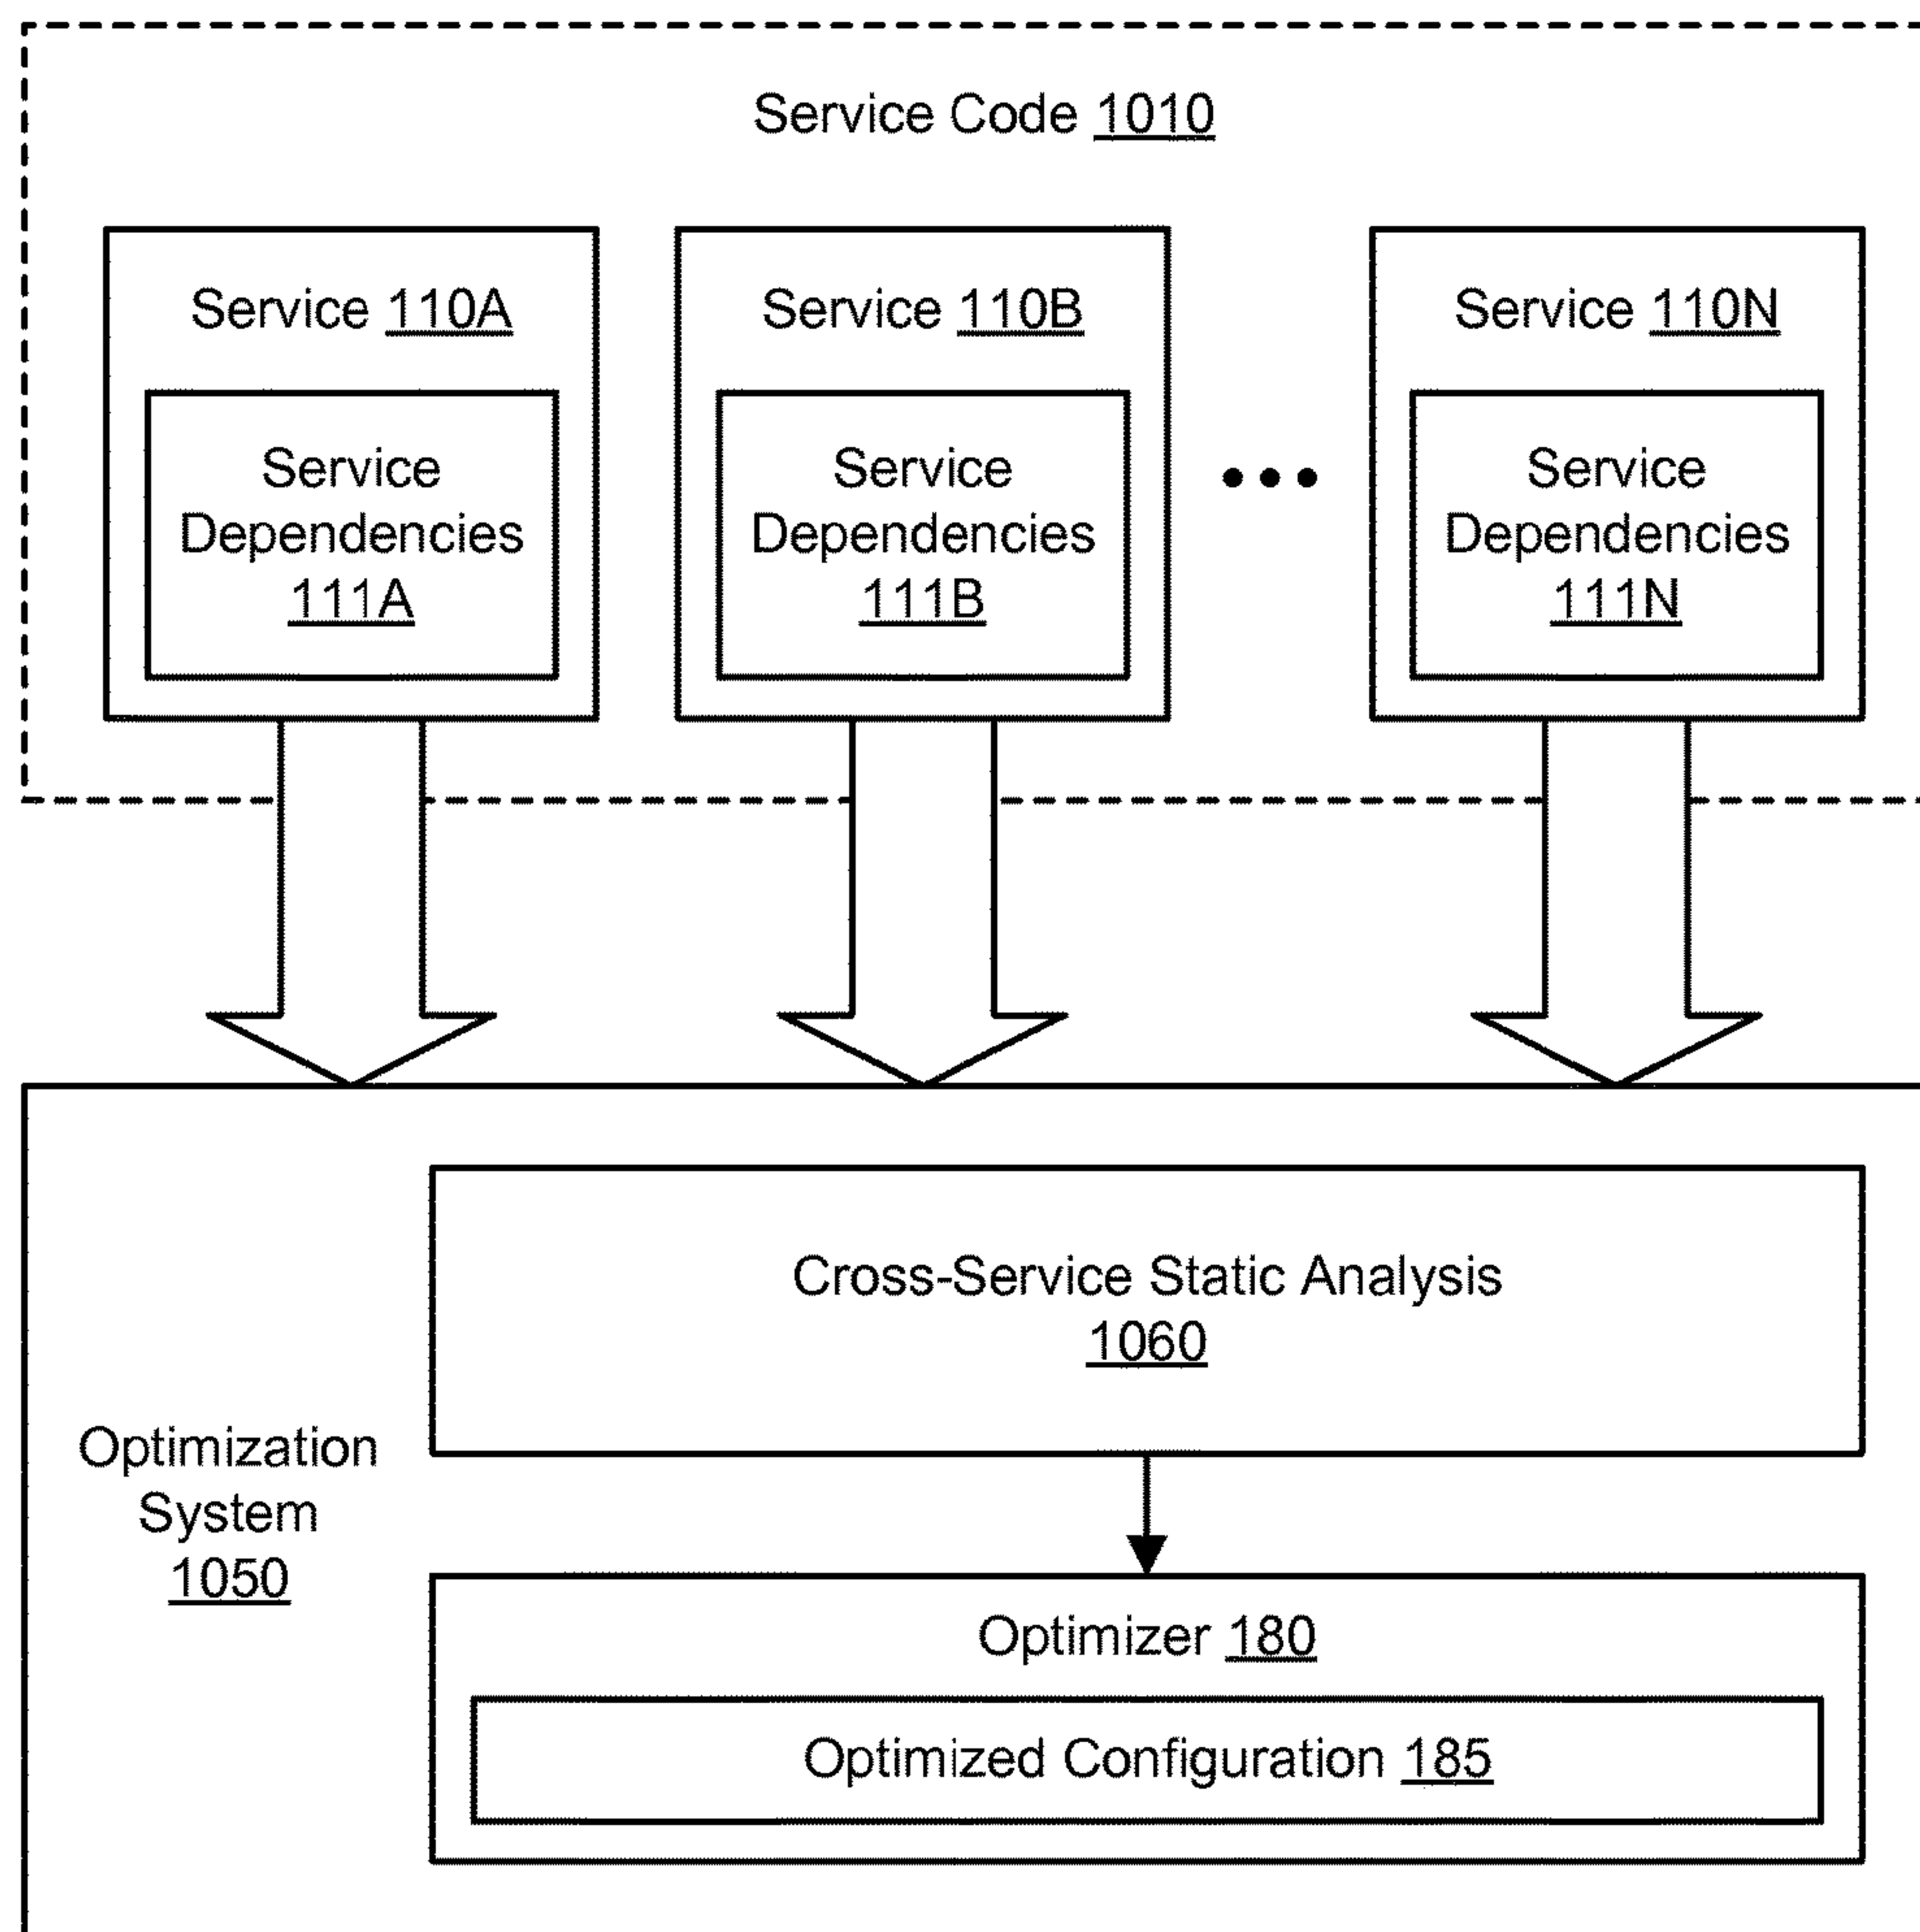 Service Code 1010
Service 110A
Service
Dependencies
111A
Service 110B
Service
Dependencies
111B
Service 110N
Service
Dependencies
111N
Optimization
System
1050
Cross-Service Static Analysis
1060
Optimizer 180
Optimized Configuration 185